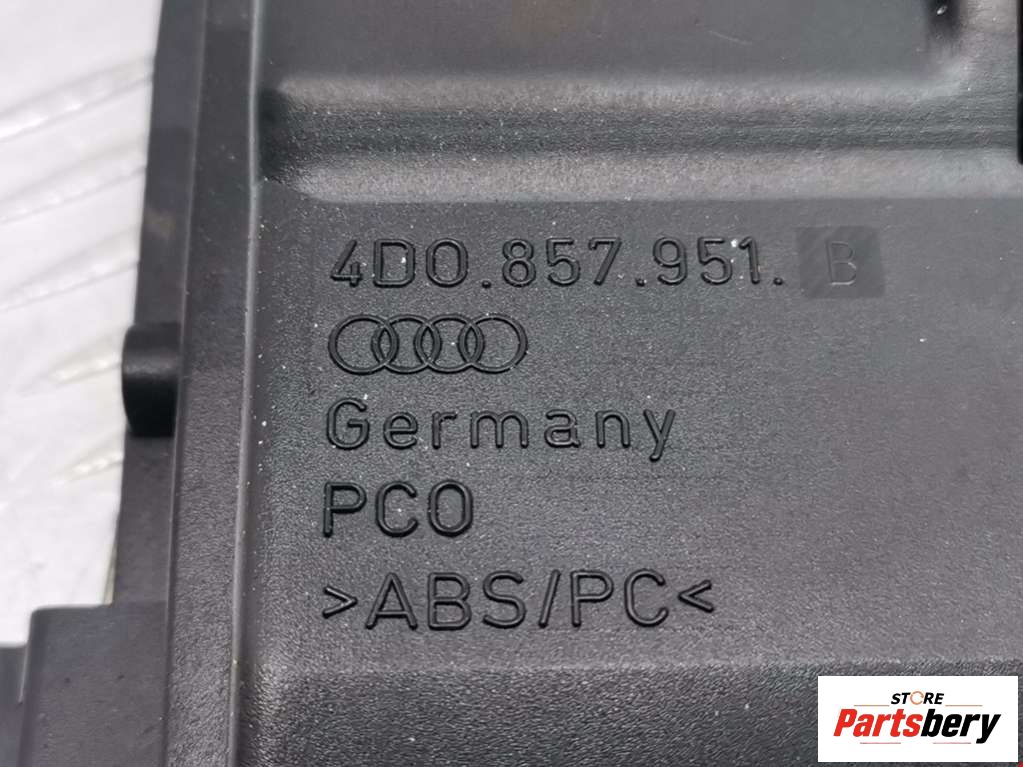 4D0.857.951. B
Germany
PCO
>ABS/PC<
STORE
Partsbery